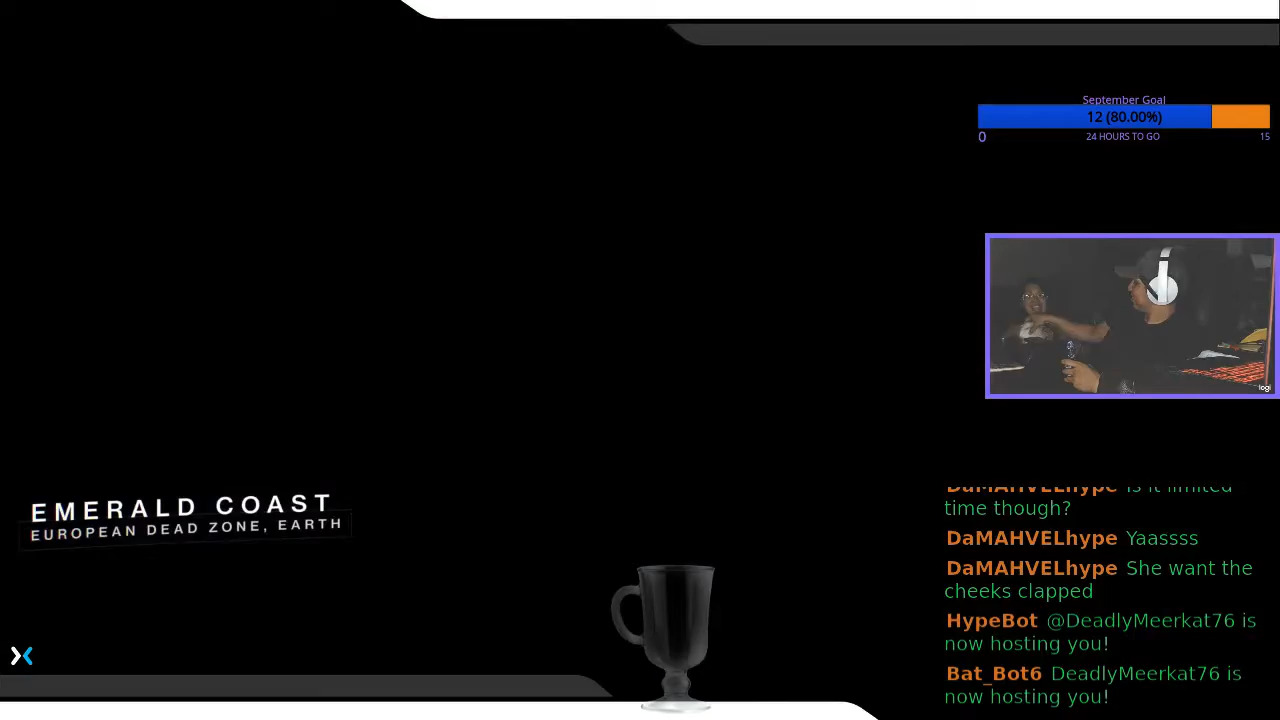 September Goal
12 (80.00%)
0 24 HOURS TO GO 15
logi
EMERALD COAST
EUROPEAN DEAD ZONE, EARTH
DaMAHVELhype Is it limited
time though?
DaMAHVELhype Yaassss
DaMAHVELhype She want the
cheeks clapped
HypeBot @DeadlyMeerkat76 is
now hosting you!
Bat_Bot6 DeadlyMeerkat76 is
now hosting you!